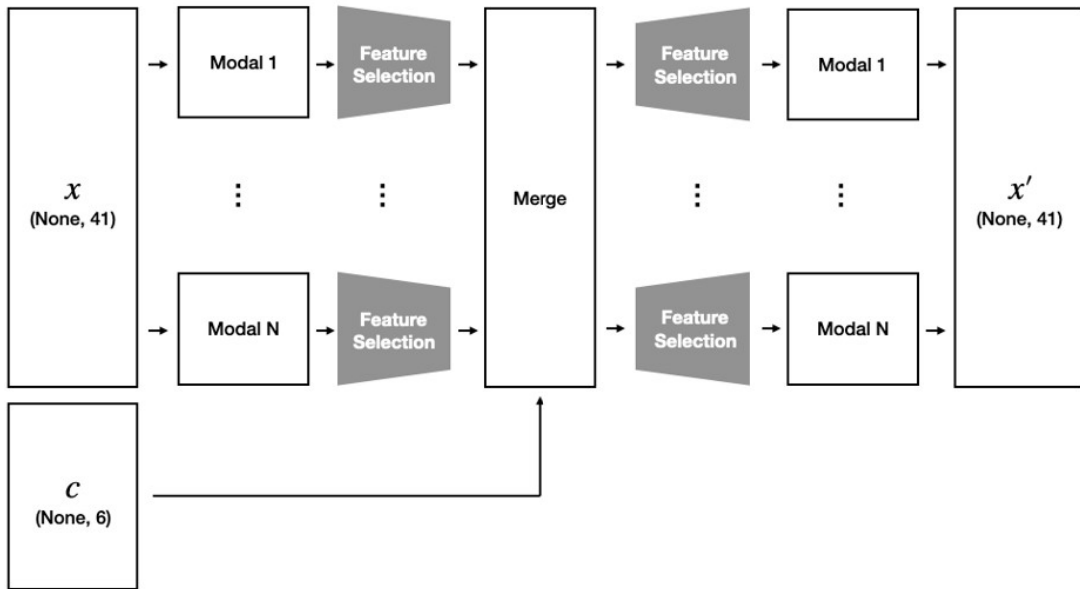 Modal 1
Feature
Selection
Feature
Selection
Modal 1
x
(None, 41)
⋮
⋮
Merge
⋮
⋮
x′
(None, 41)
Modal N
Feature
Selection
Feature
Selection
Modal N
c
(None, 6)